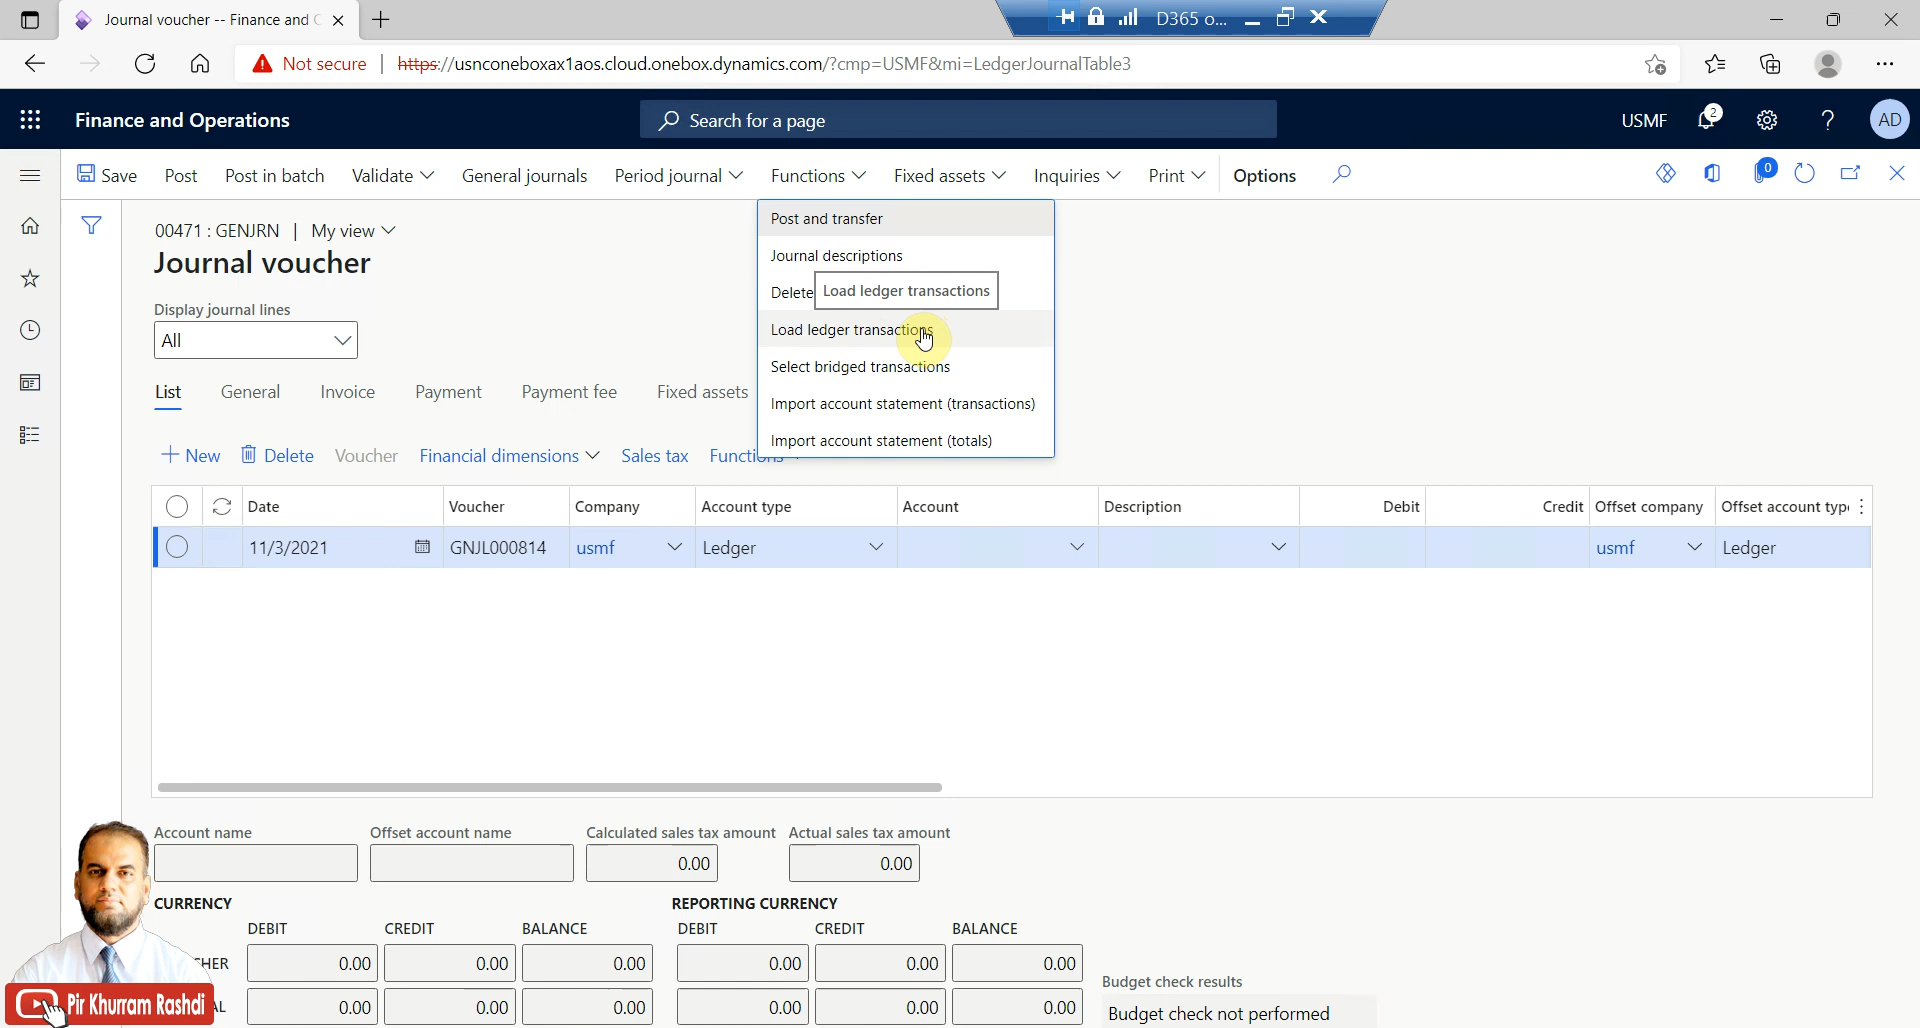 Journal voucher -- Finance and
D365 o...
Not secure
https://usnconeboxax1aos.cloud.onebox.dynamics.com/?cmp=USMF&mi=LedgerJournalTable3
Finance and Operations
Search for a page
USMF
2
?
AD
Save
Post
Post in batch
Validate
General journals
Period journal
Functions
Fixed assets
Inquiries
Print
Options
0
00471 : GENJRN | My view
Journal voucher
Display journal lines
All
Post and transfer
Journal descriptions
Delete
Load ledger transactions
Load ledger transactions
Select bridged transactions
Import account statement (transactions)
Import account statement (totals)
List
General
Invoice
Payment
Payment fee
Fixed assets
New
Delete
Voucher
Financial dimensions
Sales tax
Functions
Date
Voucher
Company
Account type
Account
Description
Debit
Credit
Offset company
Offset account typ
11/3/2021
GNJL000814
usmf
Ledger
usmf
Ledger
Account name
Offset account name
Calculated sales tax amount
Actual sales tax amount
0.00
0.00
CURRENCY
REPORTING CURRENCY
DEBIT
CREDIT
BALANCE
DEBIT
CREDIT
BALANCE
HER
0.00
0.00
0.00
0.00
0.00
0.00
AL
0.00
0.00
0.00
0.00
0.00
0.00
Budget check results
Budget check not performed
Pir Khurram Rashdi